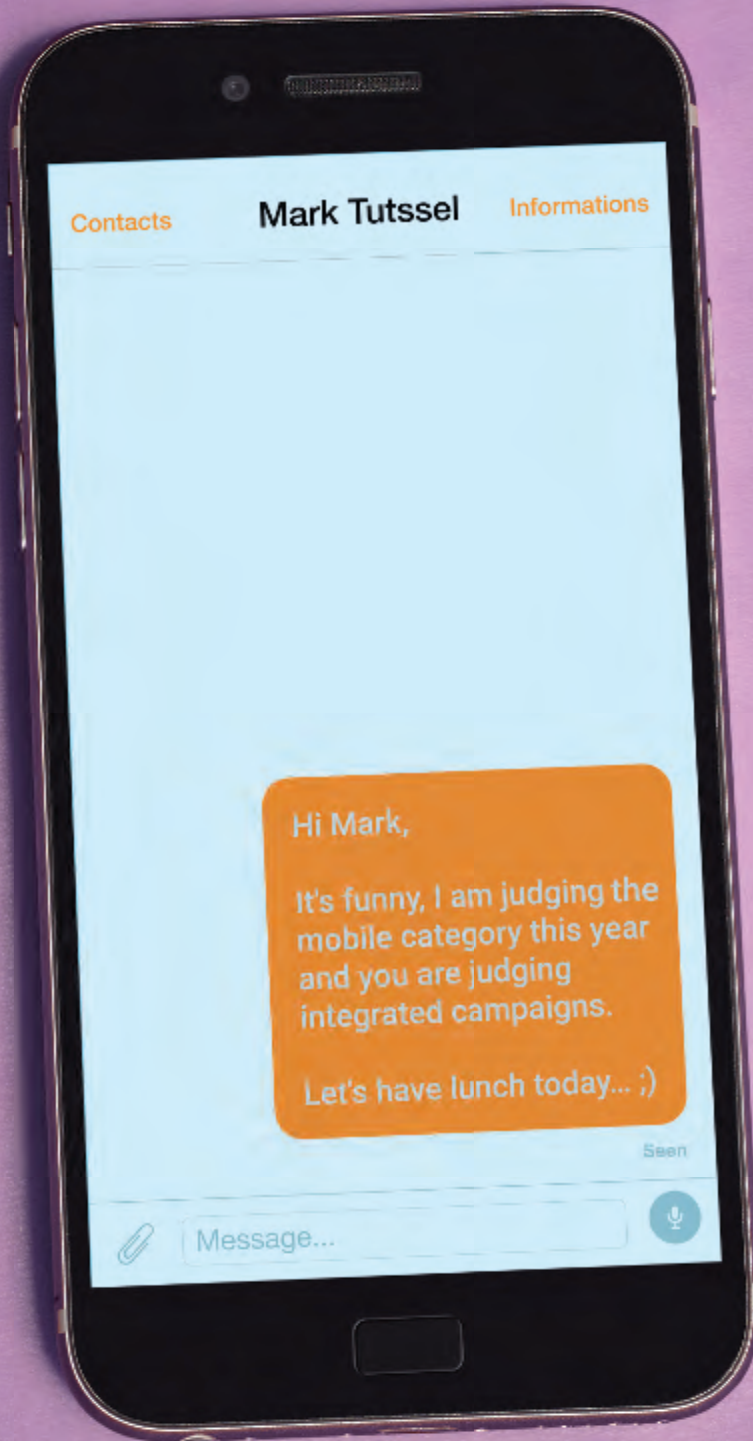 Contacts Mark Tutssel Informations
Hi Mark,
It's funny, I am judging the
mobile category this year
and you are judging
integrated campaigns.
Let's have lunch today... ;)
Seen
Message...